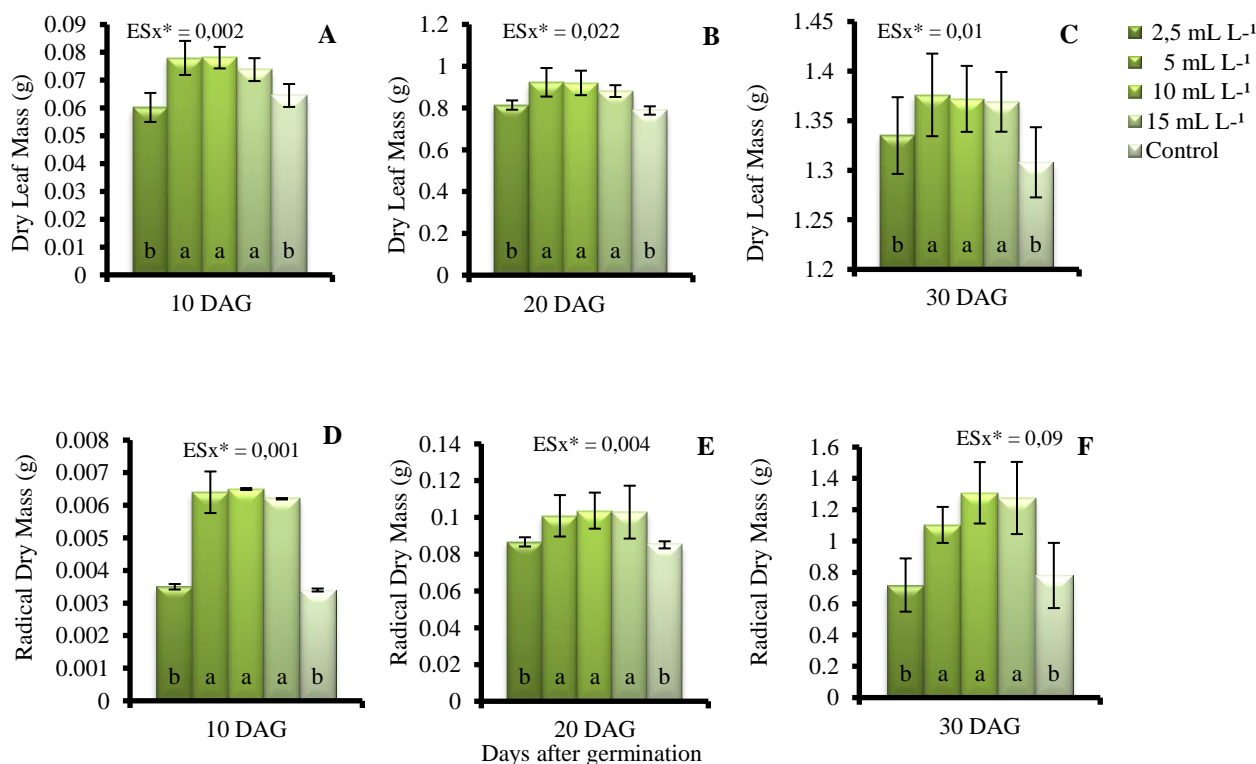 ESx* = 0,002
A
Dry Leaf Mass (g)
0.09
0.08
0.07
0.06
0.05
0.04
0.03
0.02
0.01
0
b a a a b
10 DAG
ESx* = 0,022
B
Dry Leaf Mass (g)
1.2
1
0.8
0.6
0.4
0.2
0
b a a a b
20 DAG
ESx* = 0,01
C
Dry Leaf Mass (g)
1.45
1.4
1.35
1.3
1.25
1.2
b a a a b
30 DAG
2,5 mL L-¹
5 mL L-¹
10 mL L-¹
15 mL L-¹
Control
ESx* = 0,001
D
Radical Dry Mass (g)
0.008
0.007
0.006
0.005
0.004
0.003
0.002
0.001
0.000
b a a a b
10 DAG
ESx* = 0,004
E
Radical Dry Mass (g)
0.14
0.12
0.1
0.08
0.06
0.04
0.02
0
b a a a b
20 DAG
Days after germination
ESx* = 0,09
F
Radical Dry Mass (g)
1.6
1.4
1.2
1
0.8
0.6
0.4
0.2
0
b a a a b
30 DAG